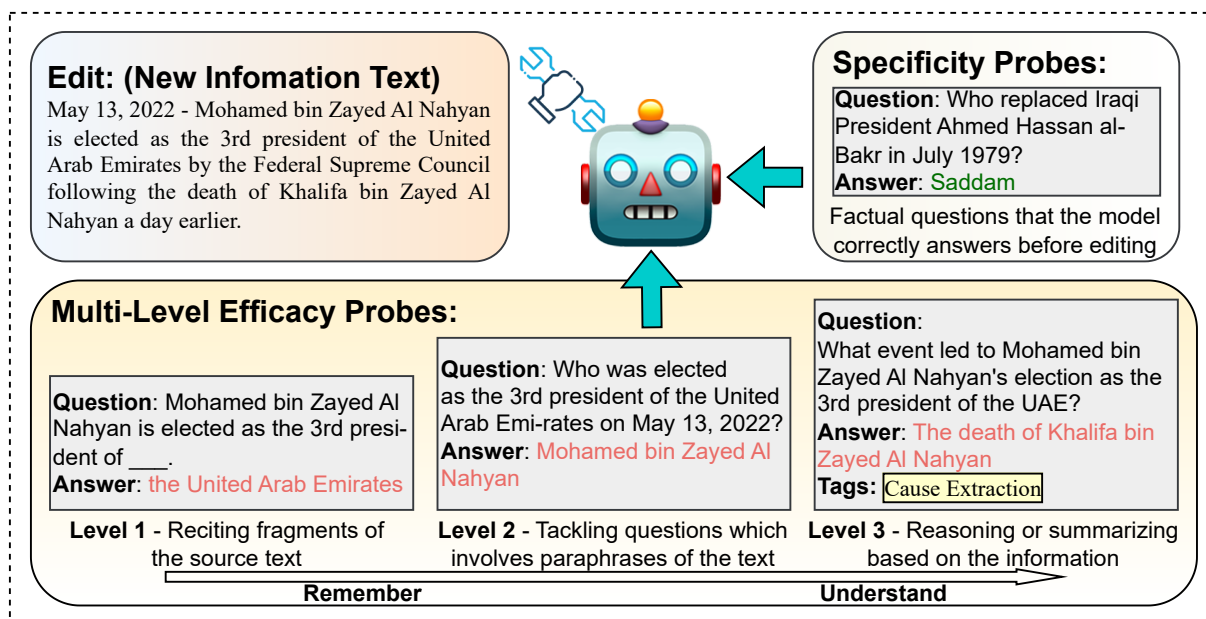 Edit: (New Infomation Text)
May 13, 2022 - Mohamed bin Zayed Al Nahyan
is elected as the 3rd president of the United
Arab Emirates by the Federal Supreme Council
following the death of Khalifa bin Zayed Al
Nahyan a day earlier.
Specificity Probes:
Question: Who replaced Iraqi
President Ahmed Hassan al-
Bakr in July 1979?
Answer: Saddam
Factual questions that the model
correctly answers before editing
Multi-Level Efficacy Probes:
Question: Mohamed bin Zayed Al
Nahyan is elected as the 3rd presi-
dent of ___.
Answer: the United Arab Emirates
Level 1 - Reciting fragments of
the source text
Question: Who was elected
as the 3rd president of the United
Arab Emi-rates on May 13, 2022?
Answer: Mohamed bin Zayed Al
Nahyan
Level 2 - Tackling questions which
involves paraphrases of the text
Question:
What event led to Mohamed bin
Zayed Al Nahyan's election as the
3rd president of the UAE?
Answer: The death of Khalifa bin
Zayed Al Nahyan
Tags: Cause Extraction
Level 3 - Reasoning or summarizing
based on the information
Remember
Understand